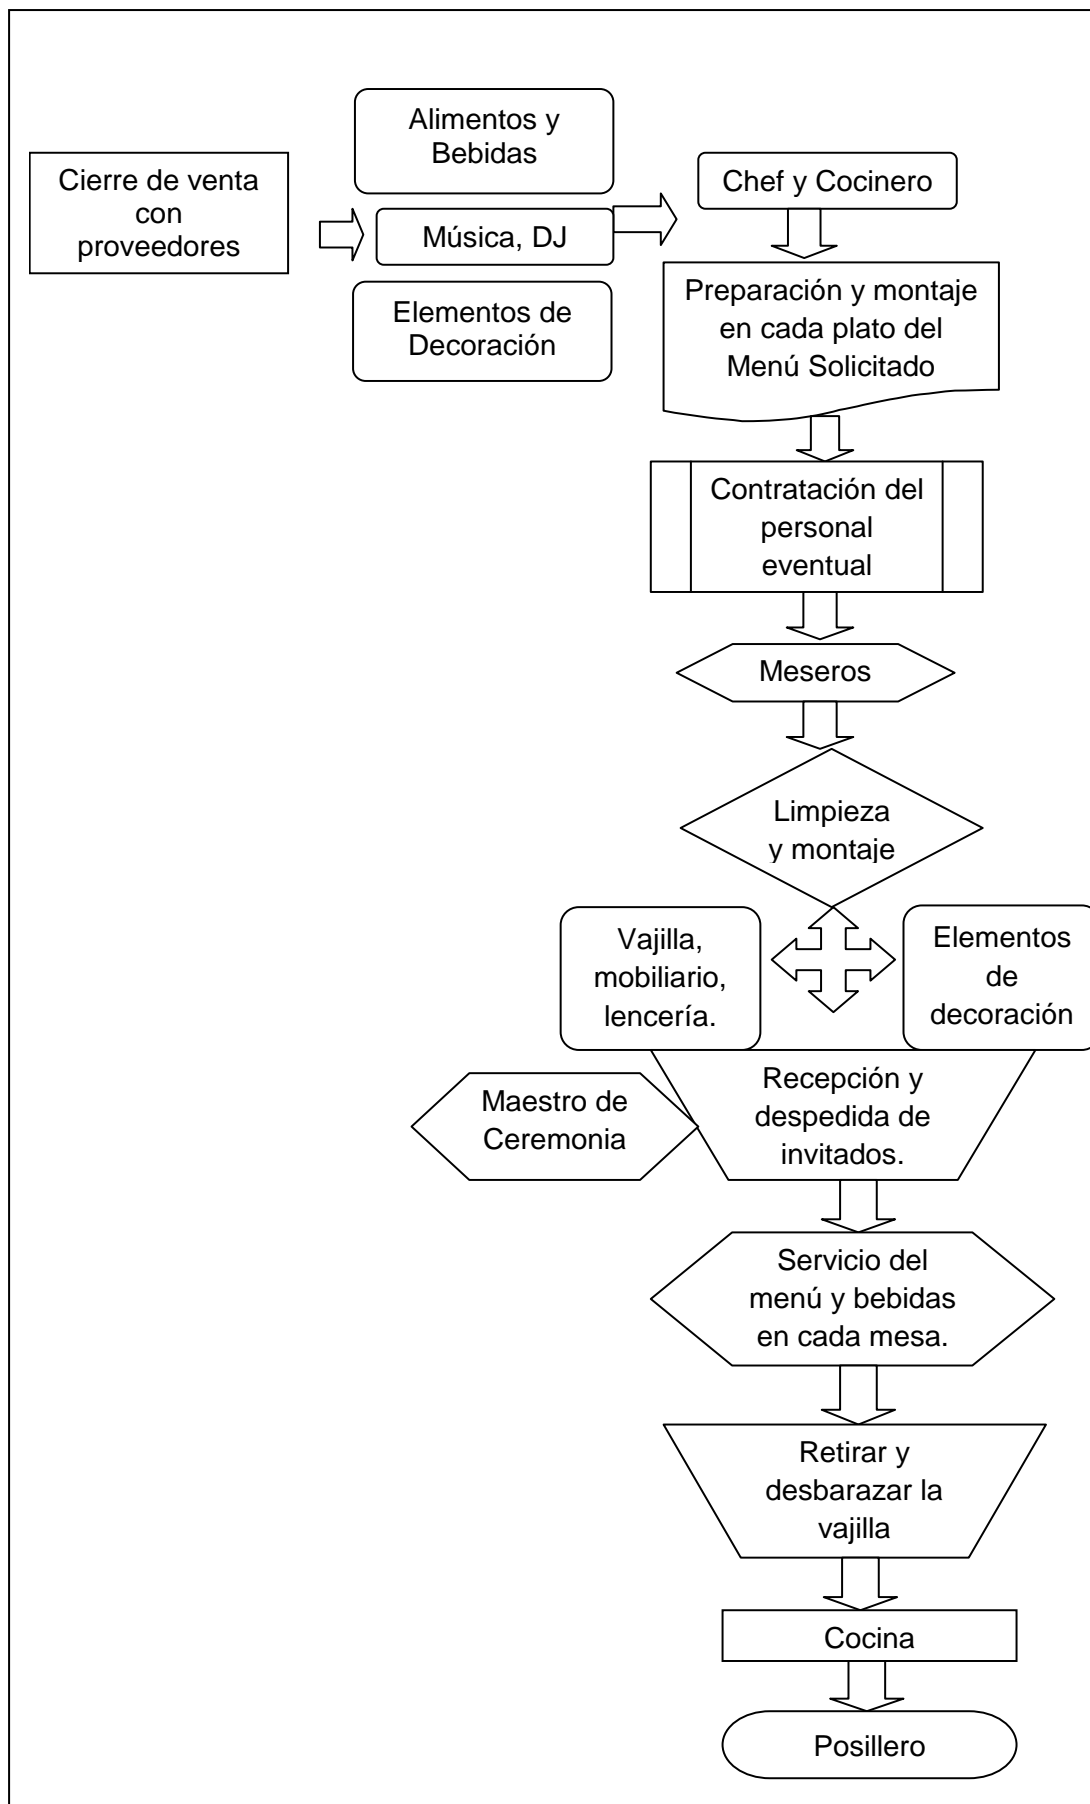 Cierre de venta
con
proveedores
Alimentos y
Bebidas
Música, DJ
Elementos de
Decoración
Chef y Cocinero
Preparación y montaje
en cada plato del
Menú Solicitado
Contratación del
personal
eventual
Meseros
Limpieza
y montaje
Vajilla,
mobiliario,
lencería.
Elementos
de
decoración
Maestro de
Ceremonia
Recepción y
despedida de
invitados.
Servicio del
menú y bebidas
en cada mesa.
Retirar y
desbarazar la
vajilla
Cocina
Posillero